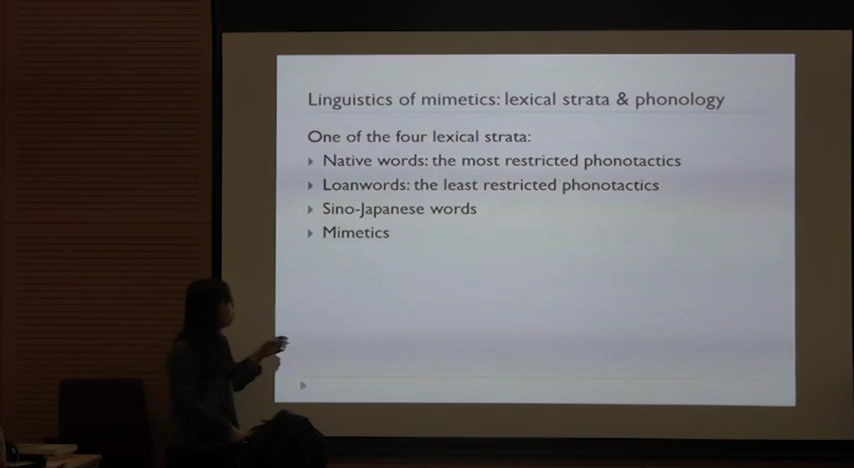 Linguistics of mimetics: lexical strata & phonology
One of the four lexical strata:
Native words: the most restricted phonotactics
Loanwords: the least restricted phonotactics
Sino-Japanese words
Mimetics